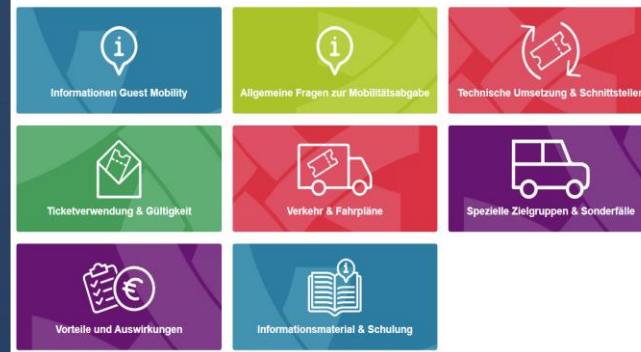 Informationen Guest Mobility
Allgemeine Fragen zur Mobilitätsabgabe
Technische Umsetzung & Schnittstellen
Ticketverwendung & Gültigkeit
Verkehr & Fahrpläne
Spezielle Zielgruppen & Sonderfälle
Vorteile und Auswirkungen
Informationsmaterial & Schulung